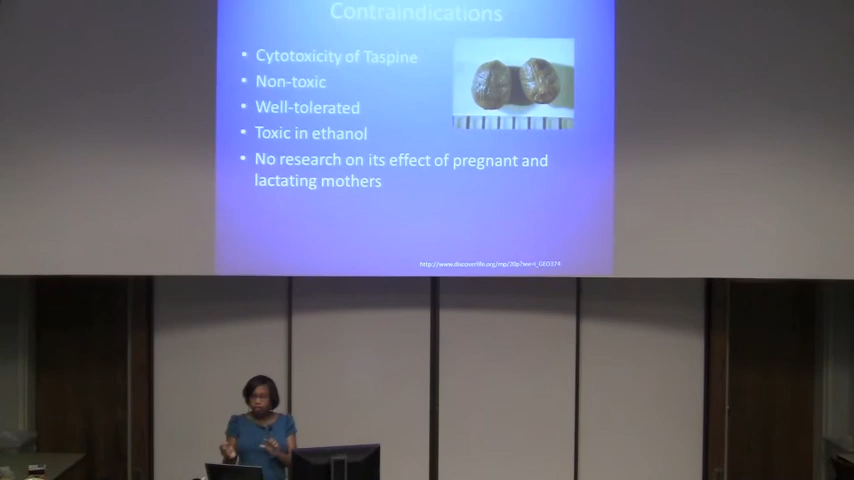 Contraindications
• Cytotoxicity of Taspine
• Non-toxic
• Well-tolerated
• Toxic in ethanol
• No research on its effect of pregnant and
lactating mothers